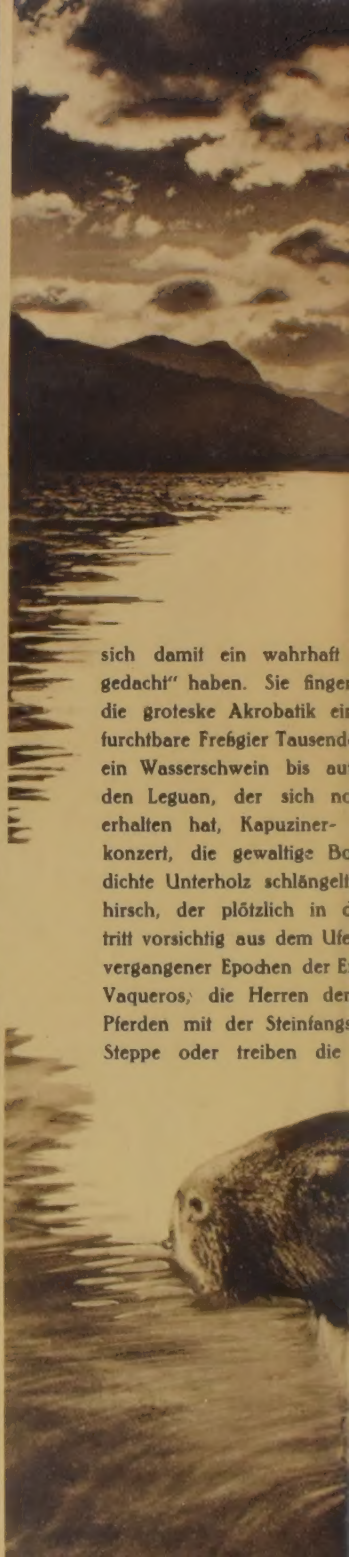 sich damit ein wahrhaft
gedacht“ haben. Sie finge
die groteske Akrobatik ei
furchtbare Freßgier Tausend
ein Wasserschwein bis au
den Leguan, der sich no
erhalten hat, Kapuziner-
konzert, die gewaltige Bo
dichte Unterholz schlängelt
hirsch, der plötzlich in d
tritt vorsichtig aus dem Ufe
vergangener Epochen der E
Vaqueros, die Herren der
Pferden mit der Steinfangs
Steppe oder treiben die